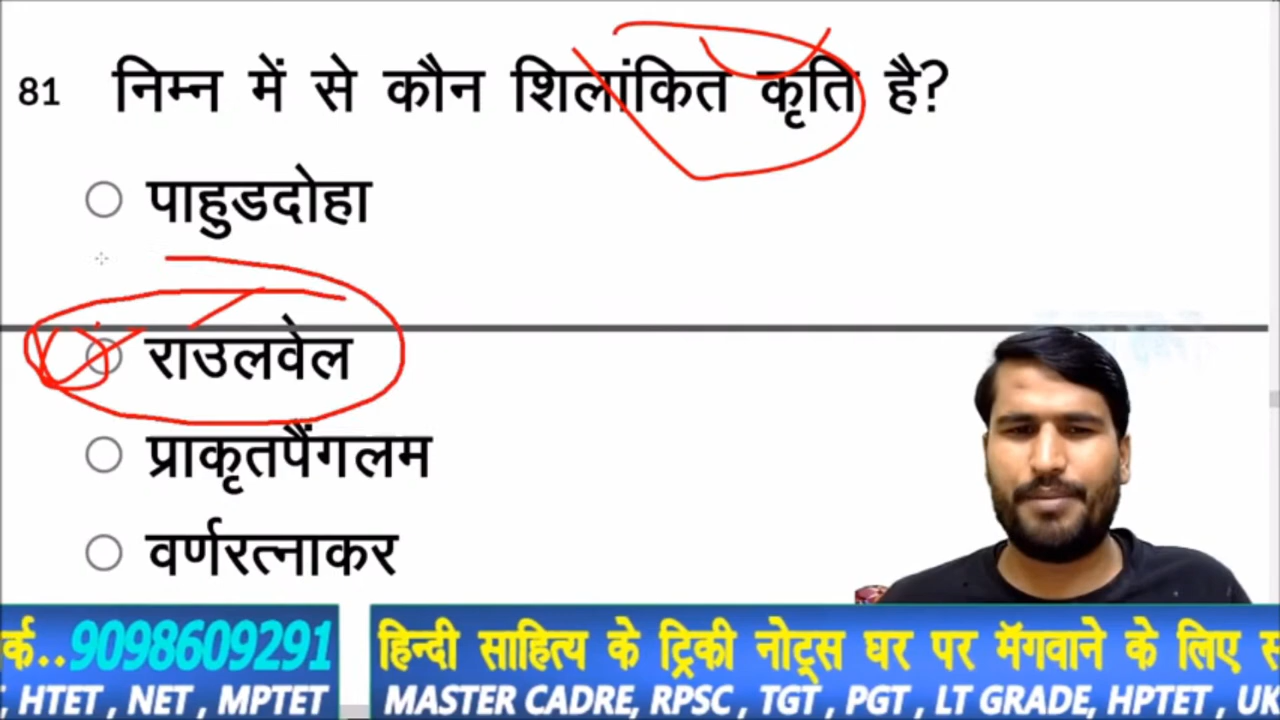 81 निम्न में से कौन शिलांकित कृति है?
पाहुडदोहा
राउलवेल
प्राकृतपैंगलम
वर्णरत्नाकर
र्क..9098609291 हिन्दी साहित्य के ट्रिकी नोट्स घर पर मॅगवाने के लिए स
, HTET , NET , MPTET MASTER CADRE, RPSC , TGT , PGT , LT GRADE, HPTET , UK